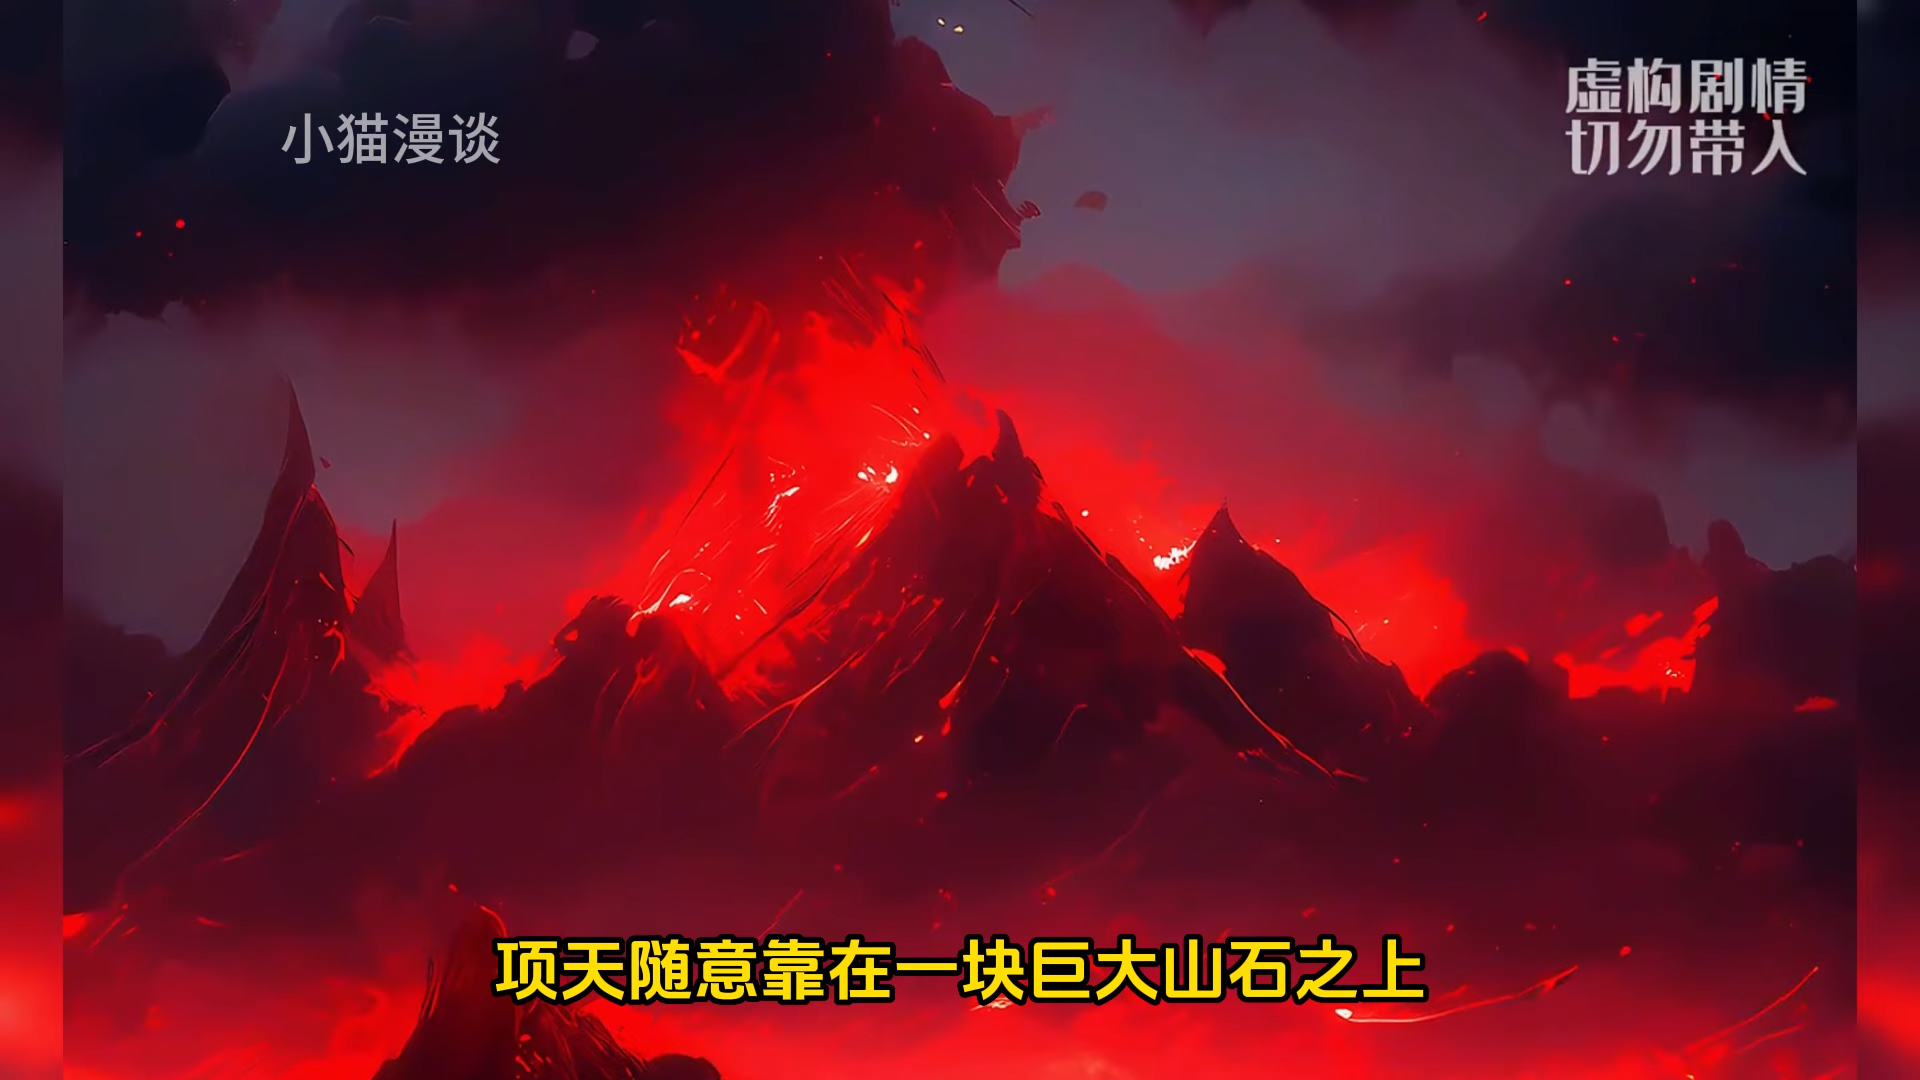 小猫漫谈
虚构剧情
切勿带入
项天随意靠在一块巨大山石之上